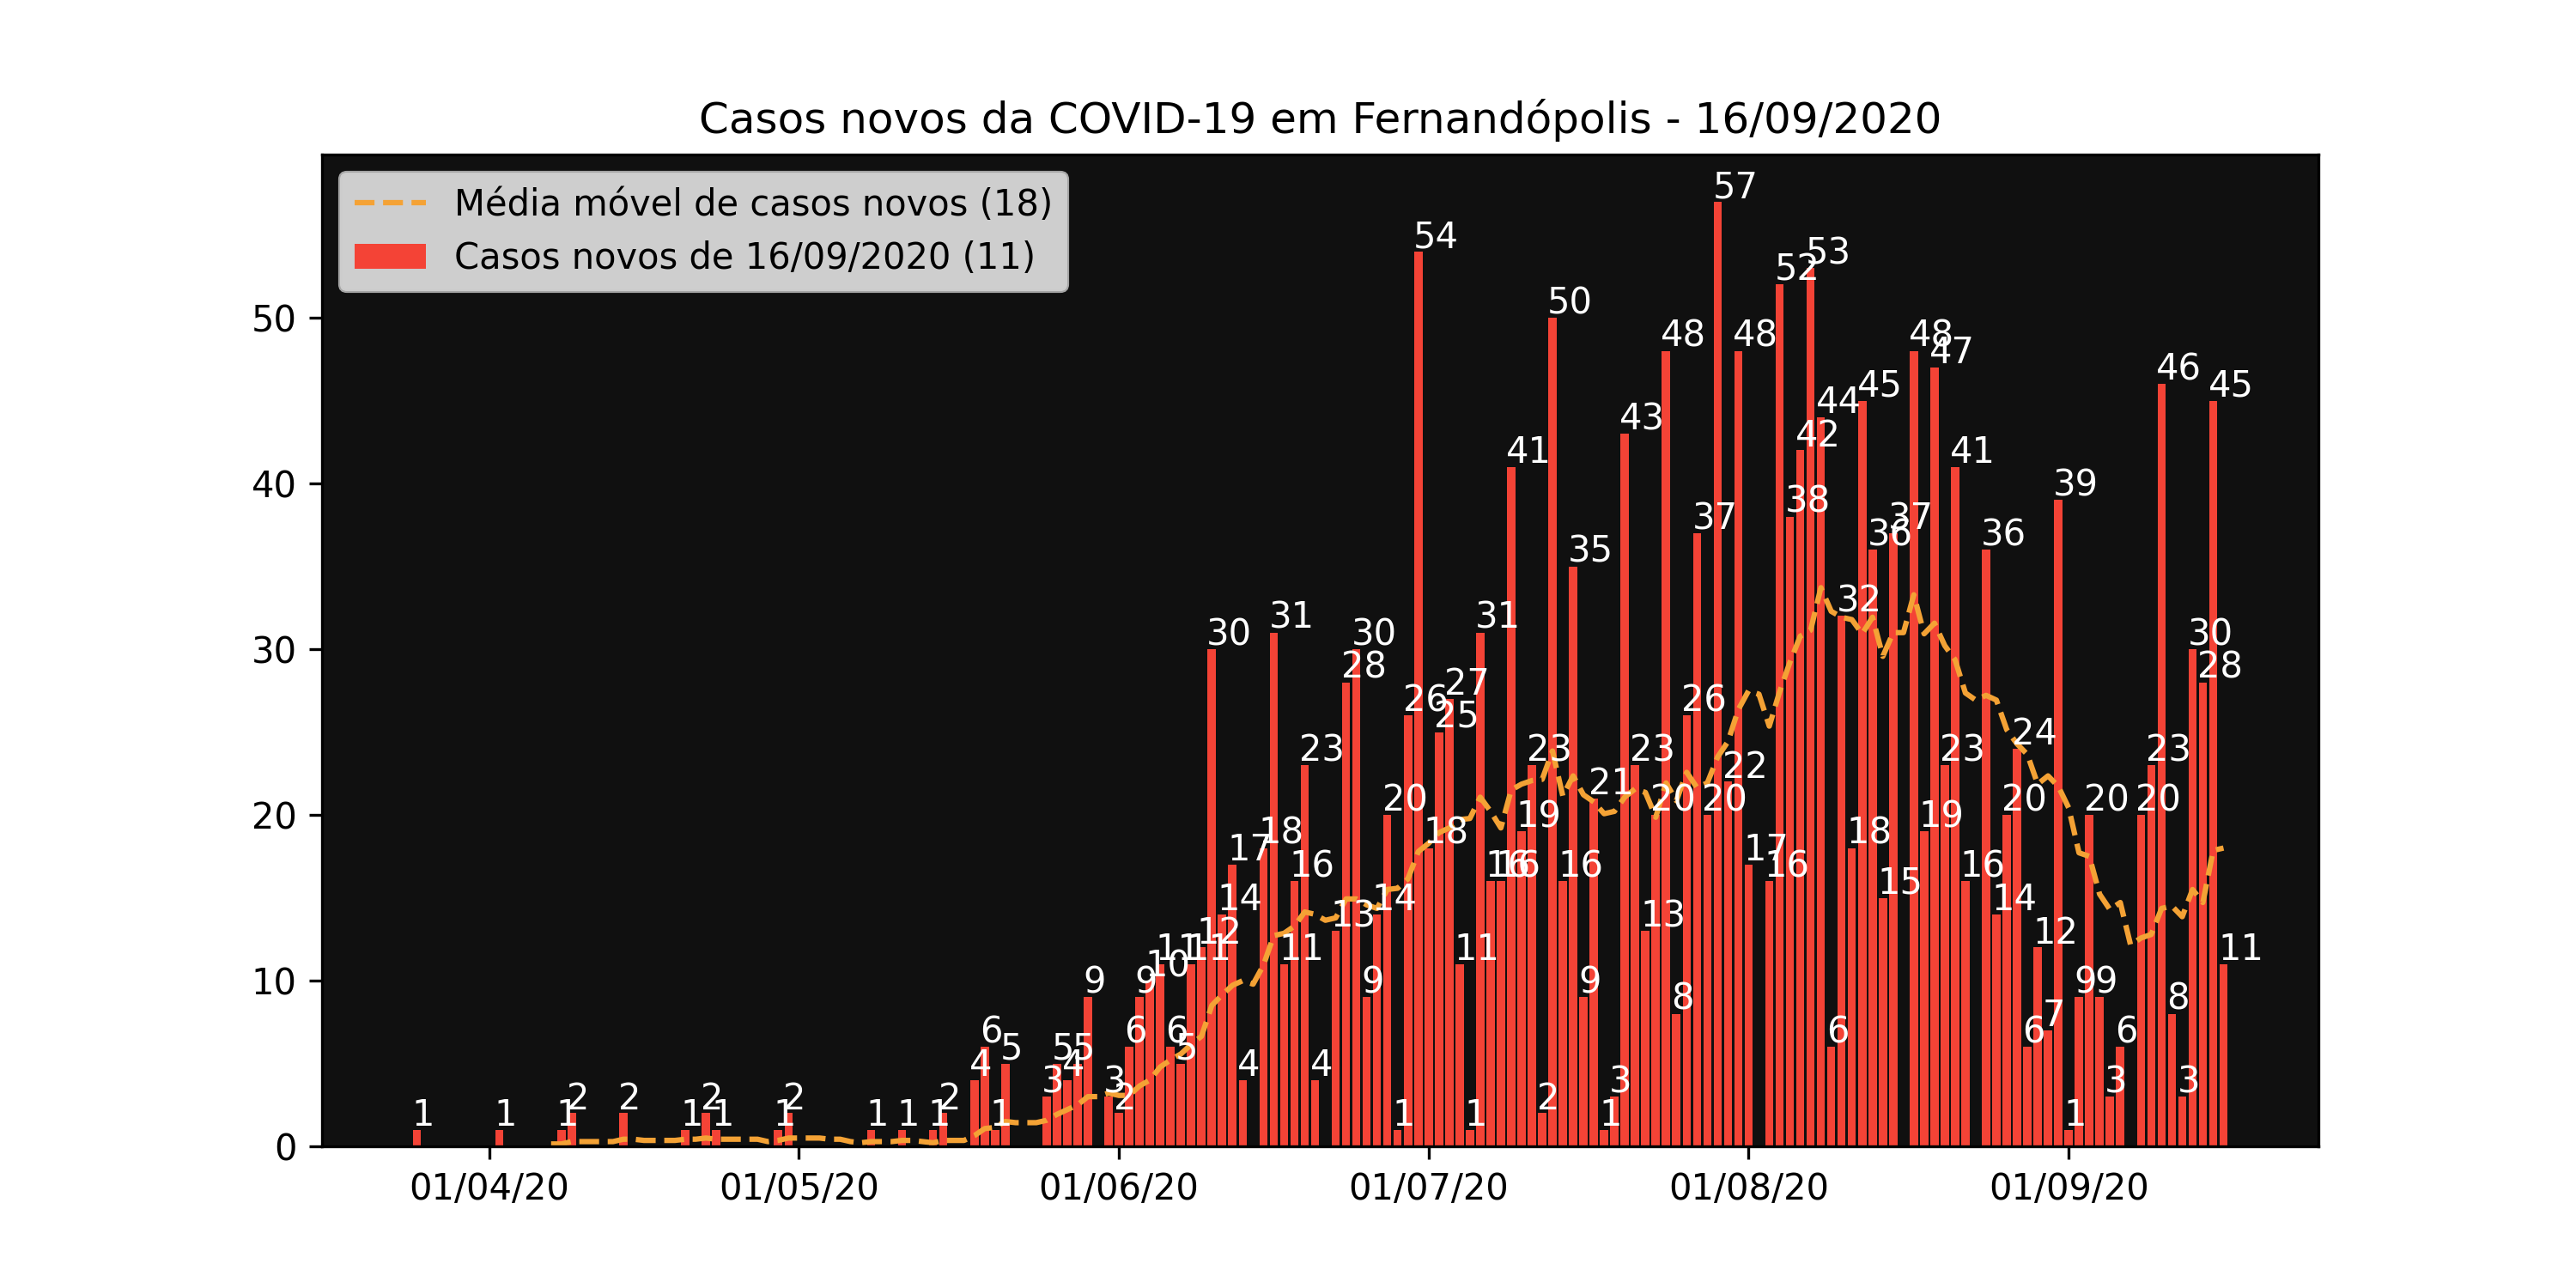 Casos novos da COVID-19 em Fernandópolis - 16/09/2020
Média móvel de casos novos (18)
Casos novos de 16/09/2020 (11)
50
40
30
20
10
0
1 1 1 2 2 1 2 1 1 2 1 1 1 2 4 6 1 5 3 5 4 5 9 3 2 6 9 10 11 6 5 11 12 30 14 17 4 18 31 11 16 23 4 13 28 30 9 14 20 1 26 54 18 25 27 11 1 31 16 16 41 19 23 2 50 16 35 9 21 1 3 43 23 13 20 48 8 26 37 20 57 22 48 17 16 52 38 42 53 44 6 32 18 45 36 15 37 48 19 47 23 41 16 36 14 20 24 6 12 7 39 1 9 20 9 3 6 20 23 46 8 3 30 28 45 11
01/04/20 01/05/20 01/06/20 01/07/20 01/08/20 01/09/20